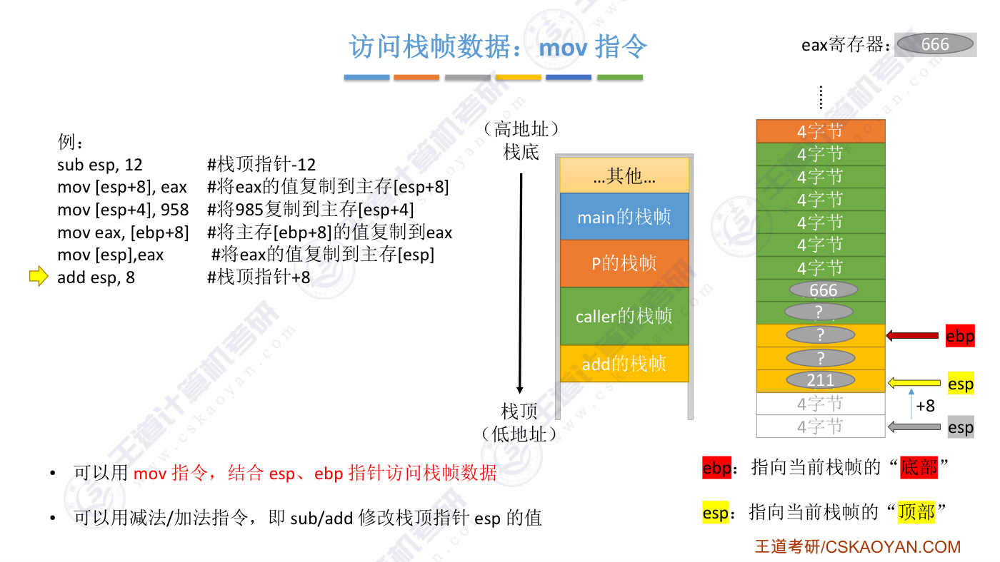 访问栈帧数据：mov 指令
eax寄存器：
666
例：
sub esp, 12 #栈顶指针-12
mov [esp+8], eax #将eax的值复制到主存[esp+8]
mov [esp+4], 958 #将985复制到主存[esp+4]
mov eax, [ebp+8] #将主存[ebp+8]的值复制到eax
mov [esp],eax #将eax的值复制到主存[esp]
add esp, 8 #栈顶指针+8
（高地址）
栈底
...其他...
main的栈帧
P的栈帧
caller的栈帧
add的栈帧
栈顶
（低地址）
4字节
4字节
4字节
4字节
4字节
4字节
4字节
666
?
?
?
211
4字节
4字节
ebp
esp
+8
esp
• 可以用 mov 指令，结合 esp、ebp 指针访问栈帧数据
• 可以用减法/加法指令，即 sub/add 修改栈顶指针 esp 的值
ebp：指向当前栈帧的“底部”
esp：指向当前栈帧的“顶部”
王道考研/CSKAOYAN.COM
王道计算机考研
www.cskaoyan.com